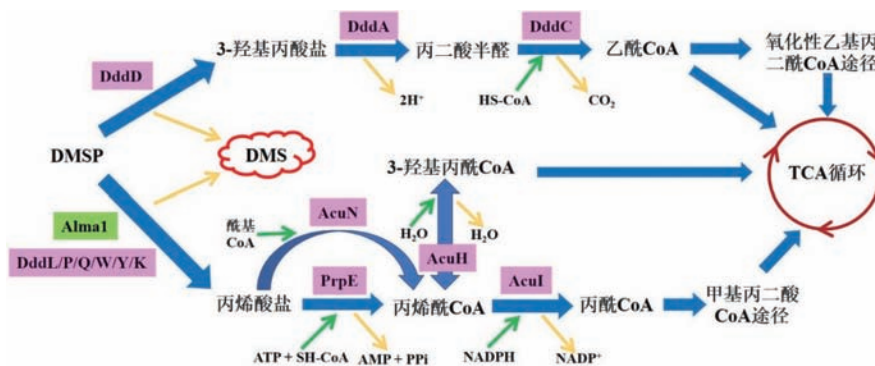 DddA
DddC
3-羟基丙酸盐
丙二酸半醛
乙酰CoA
氧化性乙基丙
二酰CoA途径
DddD
2H⁺
HS-CoA
CO₂
DMSP
DMS
3-羟基丙酰CoA
TCA循环
Alma1
DddL/P/Q/W/Y/K
酰基
CoA
AcuN
H₂O
H₂O
AcuH
PrpE
AcuI
丙烯酸盐
丙烯酰CoA
丙酰CoA
甲基丙二酸
CoA途径
ATP + SH-CoA
AMP + PPi
NADPH
NADP⁺